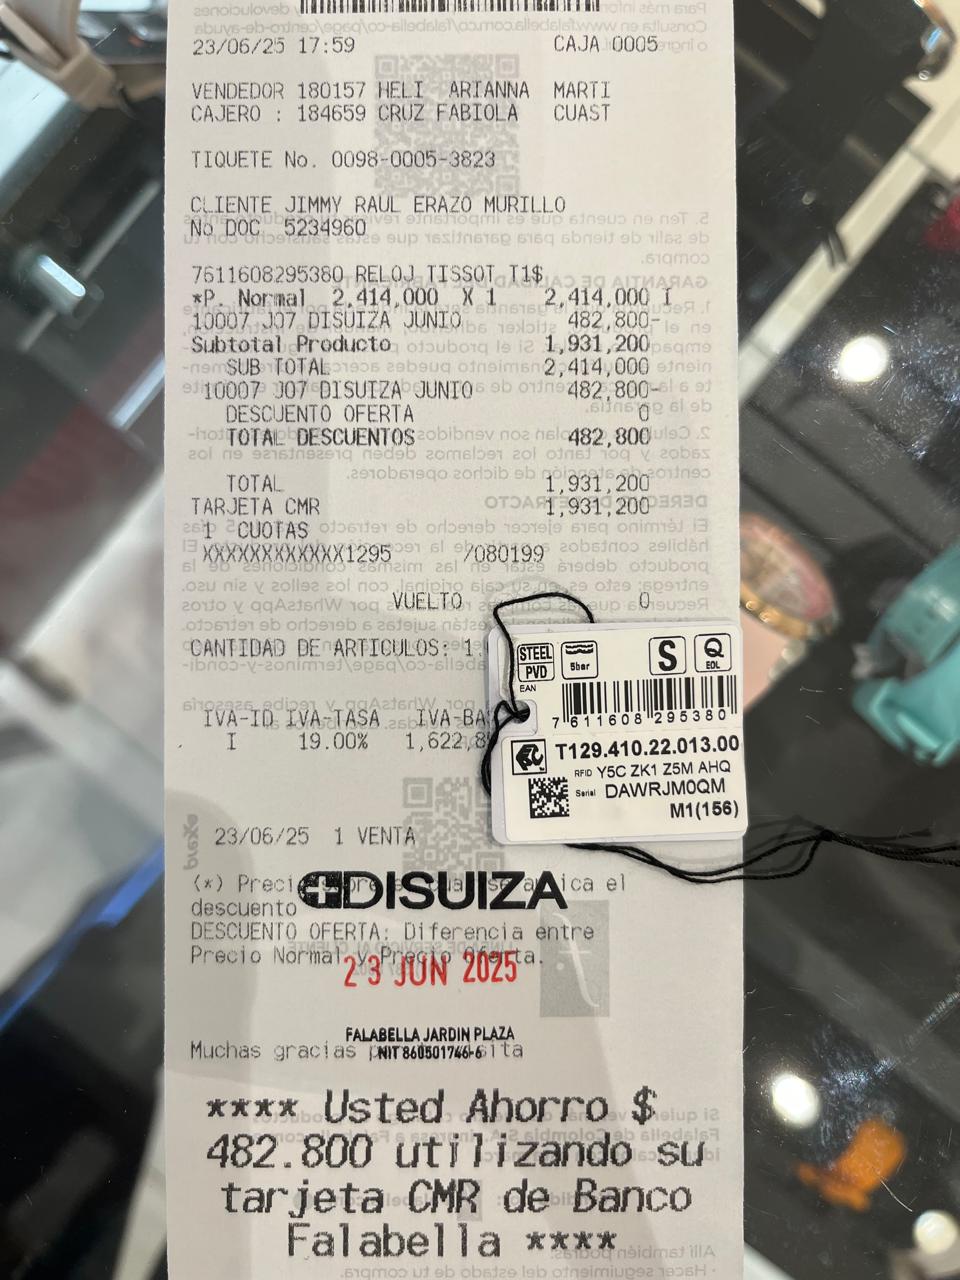 23/06/25 17:59 CAJA 0005
VENDEDOR 180157 HELI ARIANNA MARTI
CAJERO : 184659 CRUZ FABIOLA CUAST
TIQUETE No. 0098-0005-3823
CLIENTE JIMMY RAUL ERAZO MURILLO
No DOC 5234960
7611608295380 RELOJ TISSOT T1$
*P. Normal 2,414,000 X 1 2,414,000 I
10007 J07 DISUIZA JUNIO 482,800-
Subtotal Producto 1,931,200
SUB TOTAL 2,414,000
10007 J07 DISUIZA JUNIO 482,800-
DESCUENTO OFERTA 0
TOTAL DESCUENTOS 482,800
TOTAL 1,931,200
TARJETA CMR 1,931,200
1 CUOTAS
XXXXXXXXXXXX1295 /080199
VUELTO 0
CANTIDAD DE ARTICULOS: 1
IVA-ID IVA-TASA IVA-BA
I 19.00% 1,622,8
STEEL
PVD
5bar
S
Q
EOL
EAN
7 611608 295380
T129.410.22.013.00
RFID Y5C ZK1 Z5M AHQ
Serial DAWRJM0QM
M1(156)
23/06/25 1 VENTA
(*) Preci ica el
DISUIZA
descuento
DESCUENTO OFERTA: Diferencia entre
Precio Normal y Precio Oferta.
23 JUN 2025
FALABELLA JARDIN PLAZA
NIT 860501746-6
Muchas gracias
**** Usted Ahorro $
482.800 utilizando su
tarjeta CMR de Banco
Falabella ****